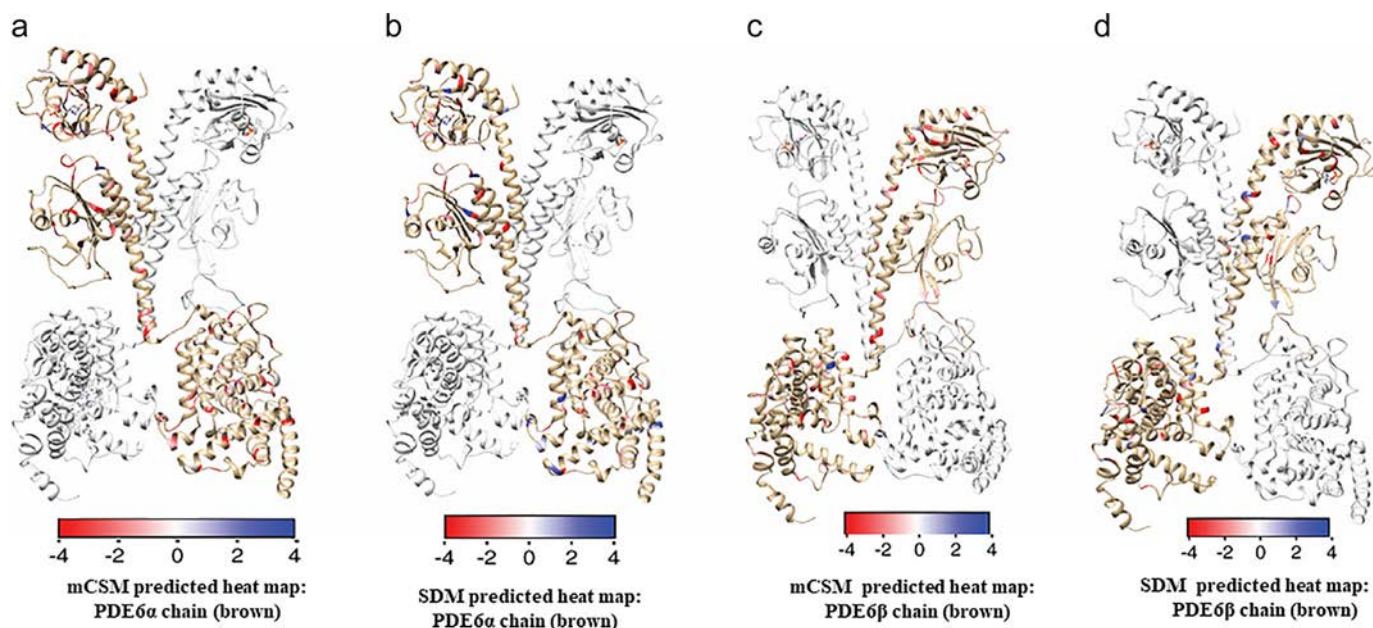 a
b
c
d
-4 -2 0 2 4
-4 -2 0 2 4
-4 -2 0 2 4
-4 -2 0 2 4
mCSM predicted heat map:
PDE6α chain (brown)
SDM predicted heat map:
PDE6α chain (brown)
mCSM predicted heat map:
PDE6β chain (brown)
SDM predicted heat map:
PDE6β chain (brown)